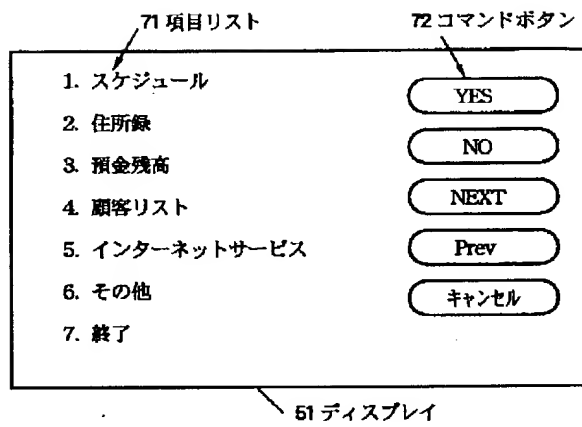 71 項目リスト
72 コマンドボタン
1. スケジュール
2. 住所録
3. 預金残高
4. 顧客リスト
5. インターネットサービス
6. その他
7. 終了
YES
NO
NEXT
Prev
キャンセル
51 ディスプレイ